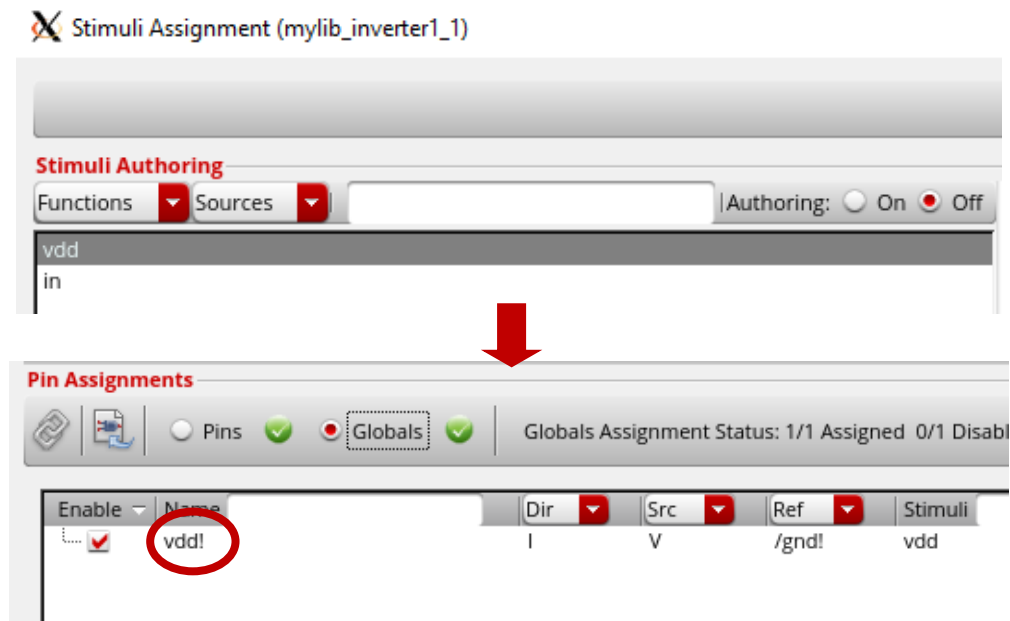 Stimuli Assignment (mylib_inverter1_1)
Stimuli Authoring
Functions Sources Authoring: On Off
vdd
in
Pin Assignments
Pins Globals Globals Assignment Status: 1/1 Assigned 0/1 Disabl
Enable Name Dir Src Ref Stimuli
vdd! I V /gnd! vdd